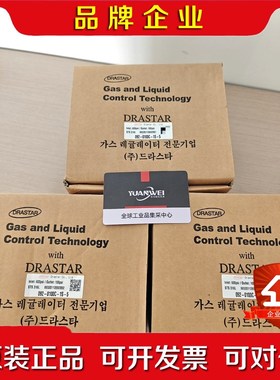 品牌企业
DRASTAR
Gas and Liquid
Control Technology
with
DRASTAR
가스 레귤레이터 전문기업
(주)드라스타
YUANWEI
全球工业品集采中心
DRASTAR
Gas and Liquid
Control Technology
with
DRASTAR
가스 레귤레이터 전문기업
(주)드라스타
DRASTAR
Gas and Liquid
Control Technology
with
DRASTAR
가스 레귤레이터 전문기업
(주)드라스타
企
原装正品 可开票 可对